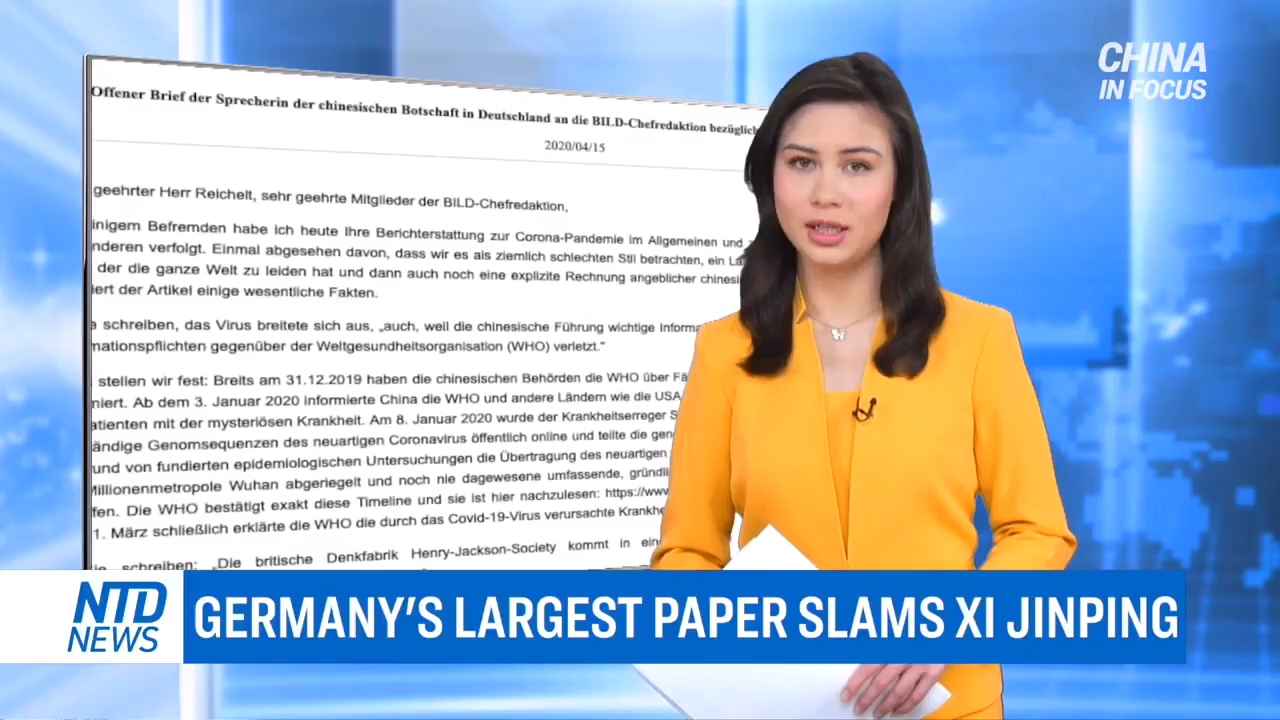 CHINA
IN FOCUS
Offener Brief der Sprecherin der chinesischen Botschaft in Deutschland an die BILD-Chefredaktion bezüglich
2020/04/15
geehrter Herr Reichelt, sehr geehrte Mitglieder der BILD-Chefredaktion,
inigem Befremden habe ich heute Ihre Berichterstattung zur Corona-Pandemie im Allgemeinen und
nderen verfolgt. Einmal abgesehen davon, dass wir es als ziemlich schlechten Stil betrachten, ein La
der die ganze Welt zu leiden hat und dann auch noch eine explizite Rechnung angeblicher chinesi
iert der Artikel einige wesentliche Fakten.
schreiben, das Virus breitete sich aus, „auch, weil die chinesische Führung wichtige Informa
nationspflichten gegenüber der Weltgesundheitsorganisation (WHO) verletzt."
stellen wir fest: Breits am 31.12.2019 haben die chinesischen Behörden die WHO über Fä
niert. Ab dem 3. Januar 2020 informierte China die WHO und andere Ländern wie die USA
atienten mit der mysteriösen Krankheit. Am 8. Januar 2020 wurde der Krankheitserreger S
ändige Genomsequenzen des neuartigen Coronavirus öffentlich online und teilte die gen
und von fundierten epidemiologischen Untersuchungen die Übertragung des neuartigen
Millionenmetropole Wuhan abgeriegelt und noch nie dagewesene umfassende, gründli
fen. Die WHO bestätigt exakt diese Timeline und sie ist hier nachzulesen: https://www
1. März schließlich erklärte die WHO die durch das Covid-19-Virus verursachte Krankhe
ie schreiben: „Die britische Denkfabrik Henry-Jackson-Society kommt in eine
NTD
NEWS
GERMANY'S LARGEST PAPER SLAMS XI JINPING